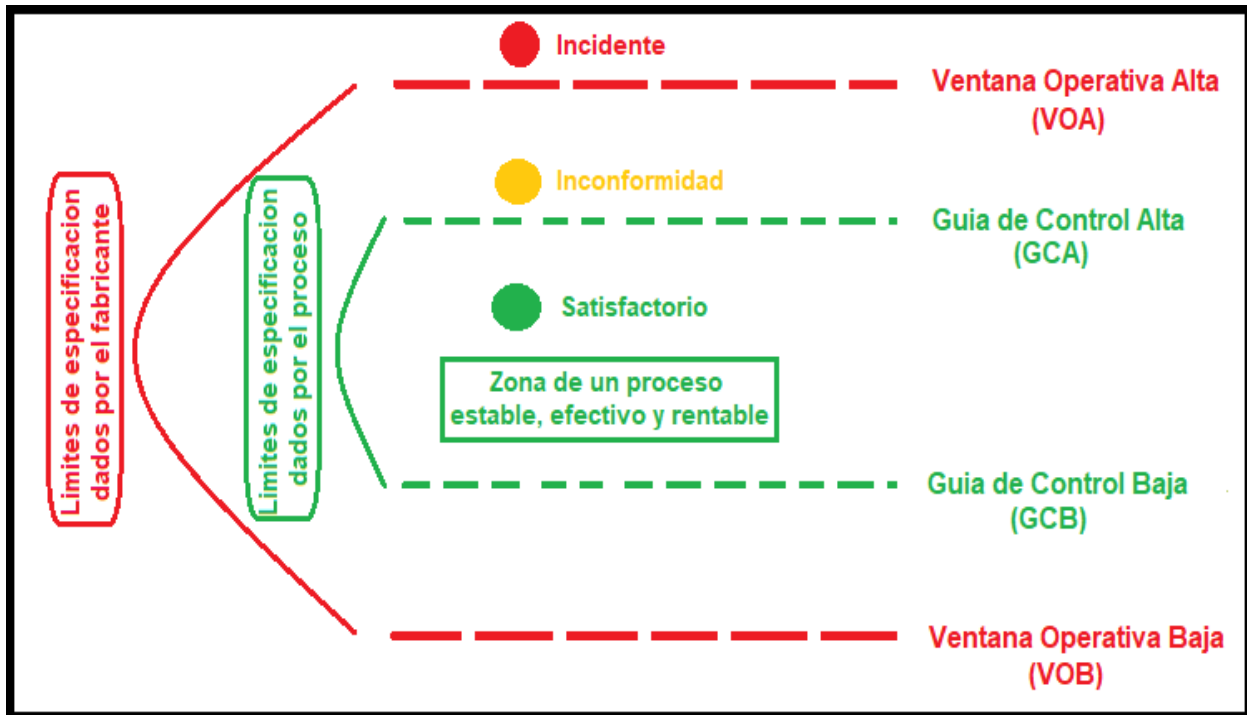 Incidente
Ventana Operativa Alta
(VOA)
Inconformidad
Guia de Control Alta
(GCA)
Limites de especificacion
dados por el fabricante
Limites de especificacion
dados por el proceso
Satisfactorio
Zona de un proceso
estable, efectivo y rentable
Guia de Control Baja
(GCB)
Ventana Operativa Baja
(VOB)